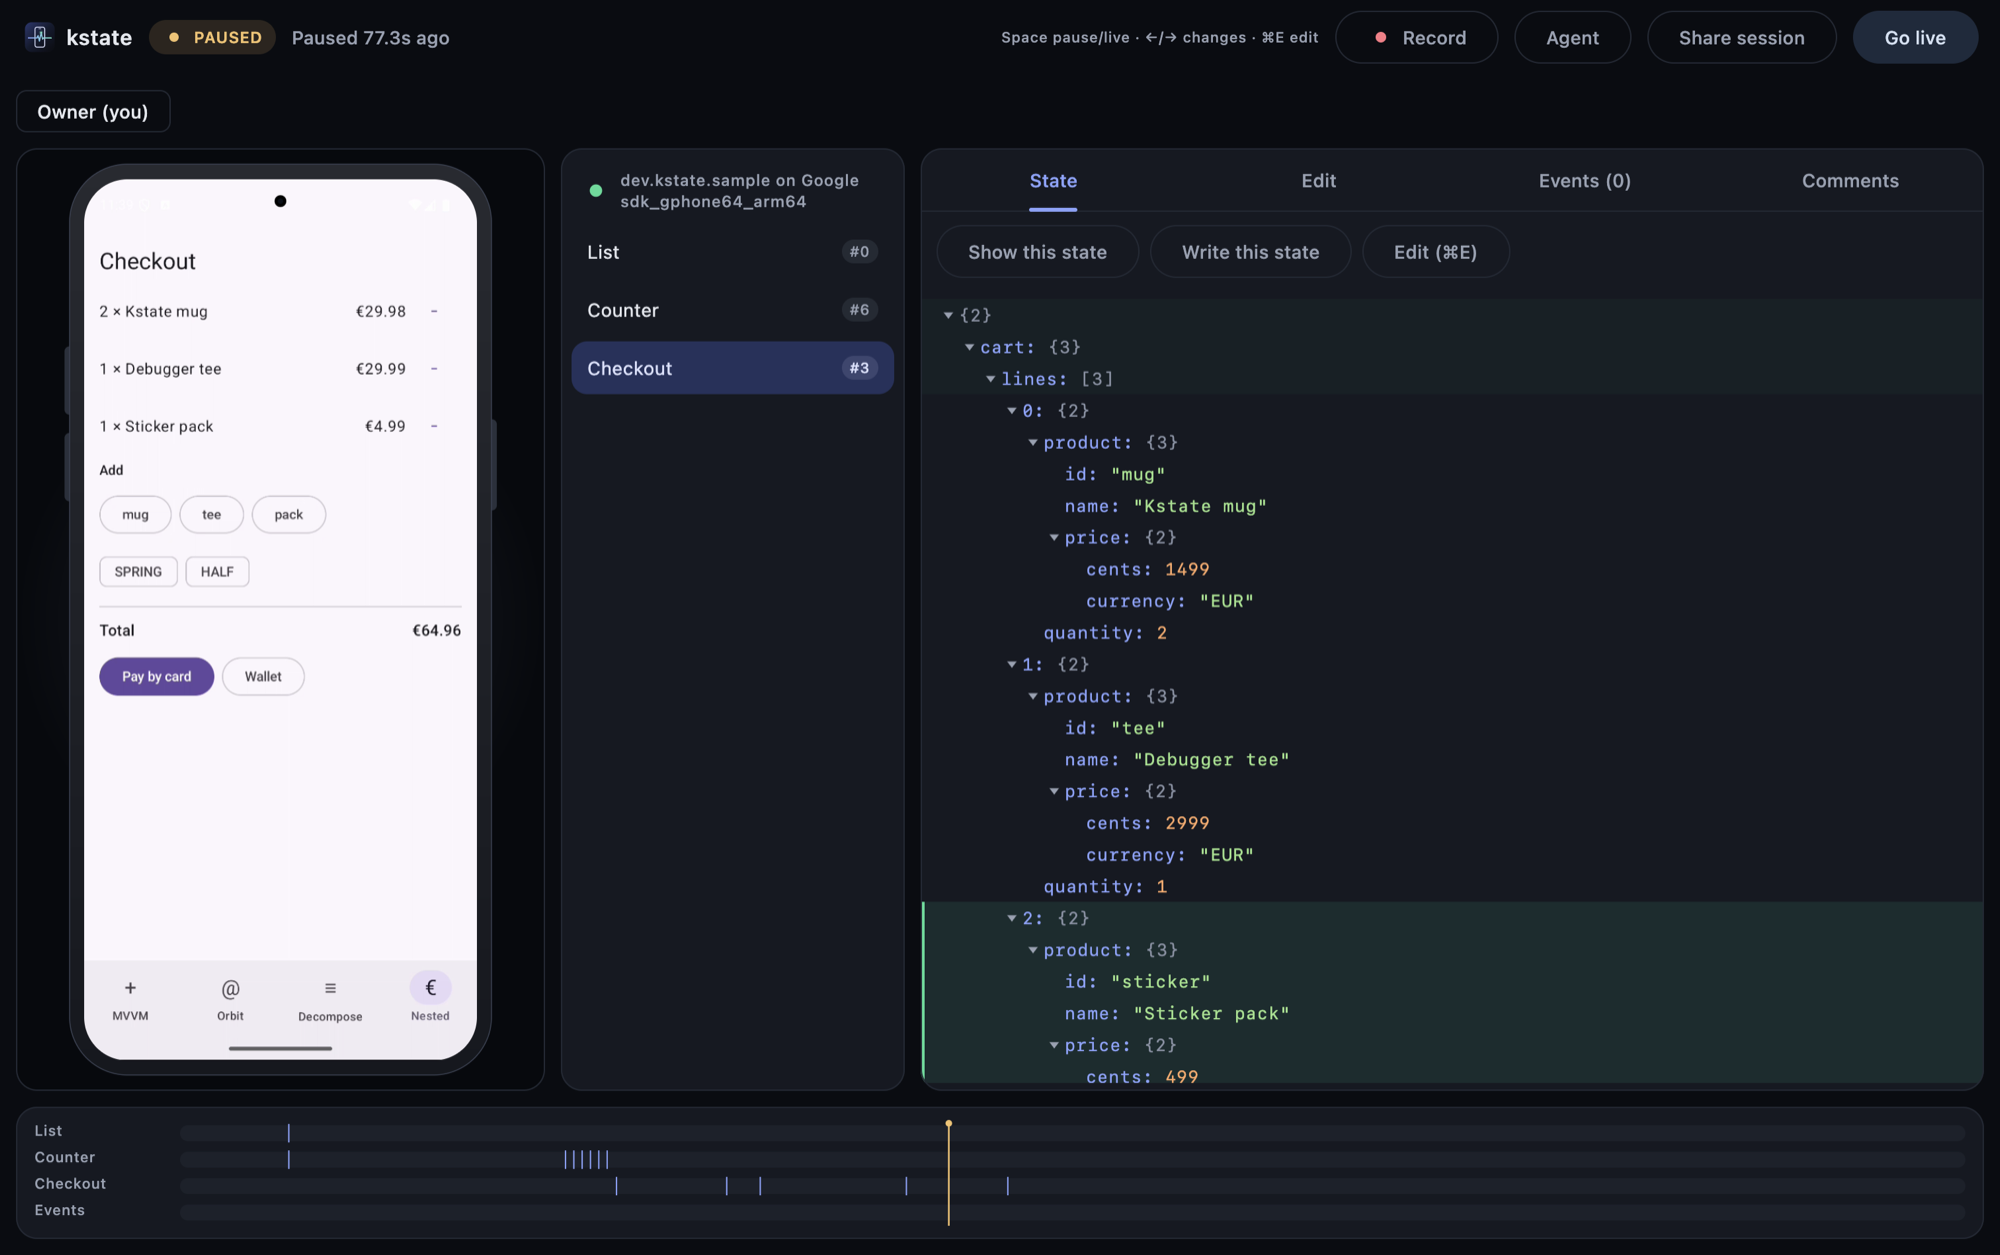 kstate
PAUSED
Paused 77.3s ago
Space pause/live · ←/→ changes · ⌘E edit
Record
Agent
Share session
Go live
Owner (you)
Checkout
2 × Kstate mug €29.98 -
1 × Debugger tee €29.99 -
1 × Sticker pack €4.99 -
Add
mug tee pack
SPRING HALF
Total €64.96
Pay by card Wallet
+ @ ≡ €
MVVM Orbit Decompose Nested
dev.kstate.sample on Google
sdk_gphone64_arm64
List #0
Counter #6
Checkout #3
State Edit Events (0) Comments
Show this state Write this state Edit (⌘E)
{2}
cart: {3}
lines: [3]
0: {2}
product: {3}
id: "mug"
name: "Kstate mug"
price: {2}
cents: 1499
currency: "EUR"
quantity: 2
1: {2}
product: {3}
id: "tee"
name: "Debugger tee"
price: {2}
cents: 2999
currency: "EUR"
quantity: 1
2: {2}
product: {3}
id: "sticker"
name: "Sticker pack"
price: {2}
cents: 499
List
Counter
Checkout
Events